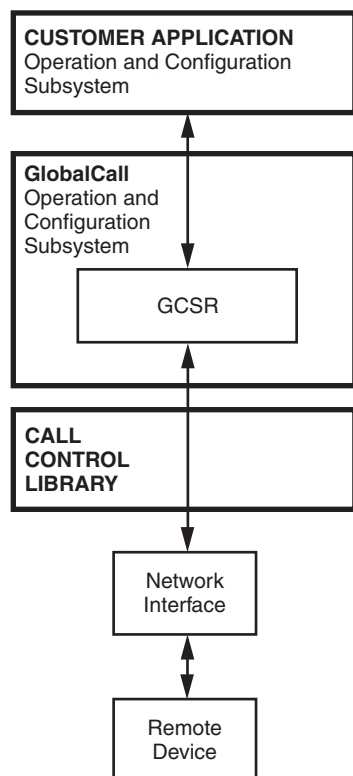 CUSTOMER APPLICATION
Operation and Configuration
Subsystem
GlobalCall
Operation and
Configuration
Subsystem
GCSR
CALL
CONTROL
LIBRARY
Network
Interface
Remote
Device